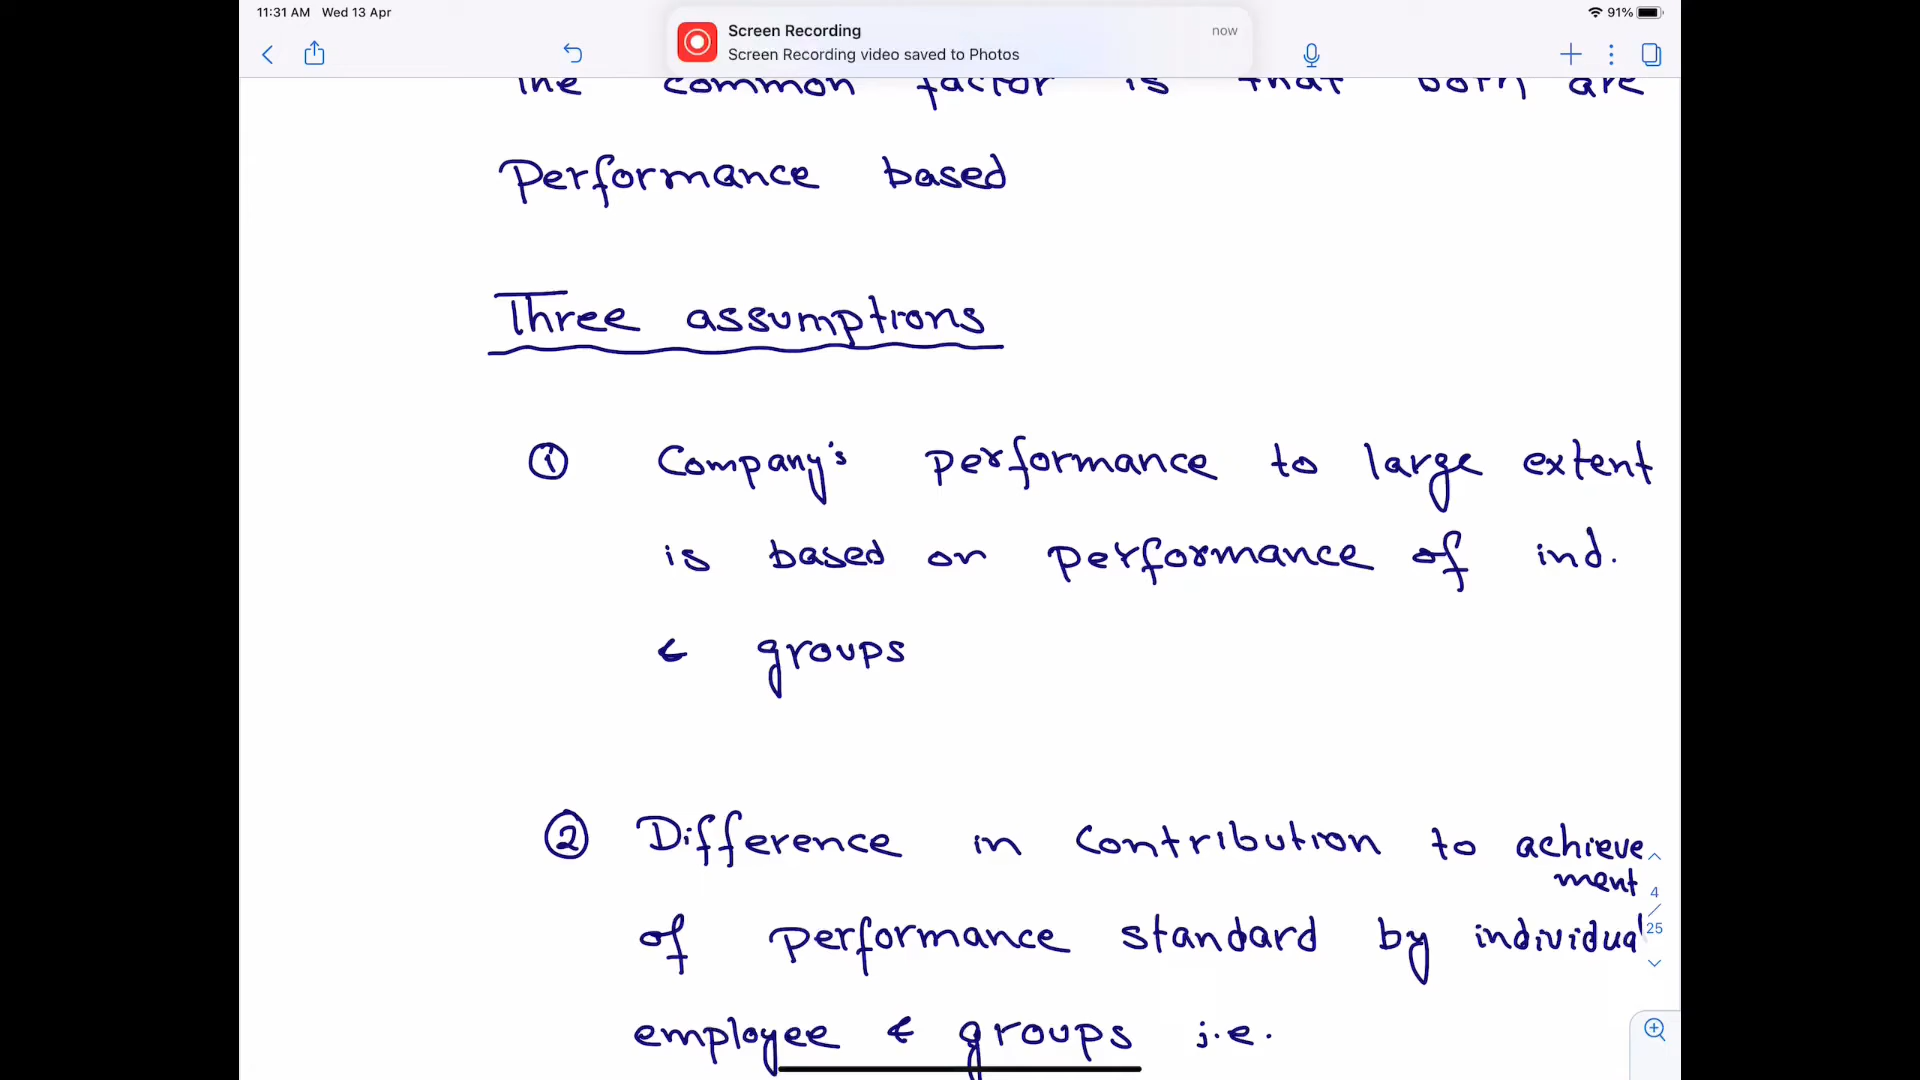 11:31 AM Wed 13 Apr
91%
Screen Recording
now
Screen Recording video saved to Photos
The common factor is that both are
Performance based
Three assumptions
① Company's performance to large extent
is based on performance of ind.
& groups
② Difference in contribution to achieve
ment
of performance standard by individual
employee & groups i.e.
4
/
25